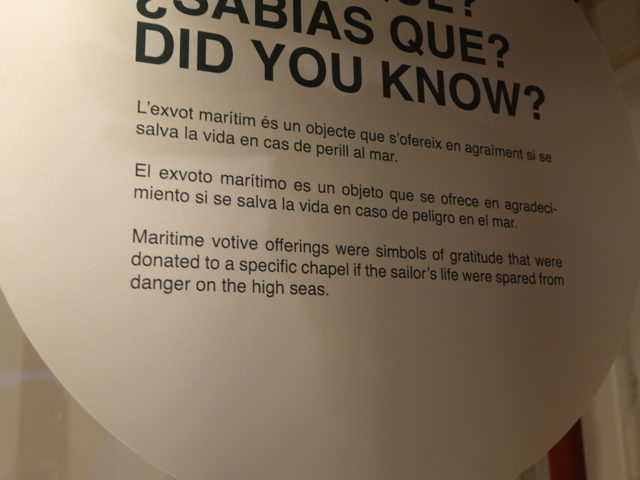 ¿SABÍAS QUE?
DID YOU KNOW?
L'exvot marítim és un objecte que s'ofereix en agraïment si se
salva la vida en cas de perill al mar.
El exvoto marítimo es un objeto que se ofrece en agradeci-
miento si se salva la vida en caso de peligro en el mar.
Maritime votive offerings were simbols of gratitude that were
donated to a specific chapel if the sailor's life were spared from
danger on the high seas.